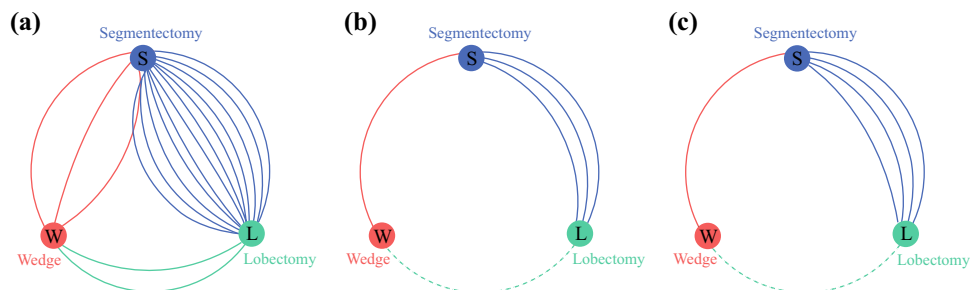 (a)
Segmentectomy
S
W
Wedge
L
Lobectomy
(b)
Segmentectomy
S
W
Wedge
L
Lobectomy
(c)
Segmentectomy
S
W
Wedge
L
Lobectomy